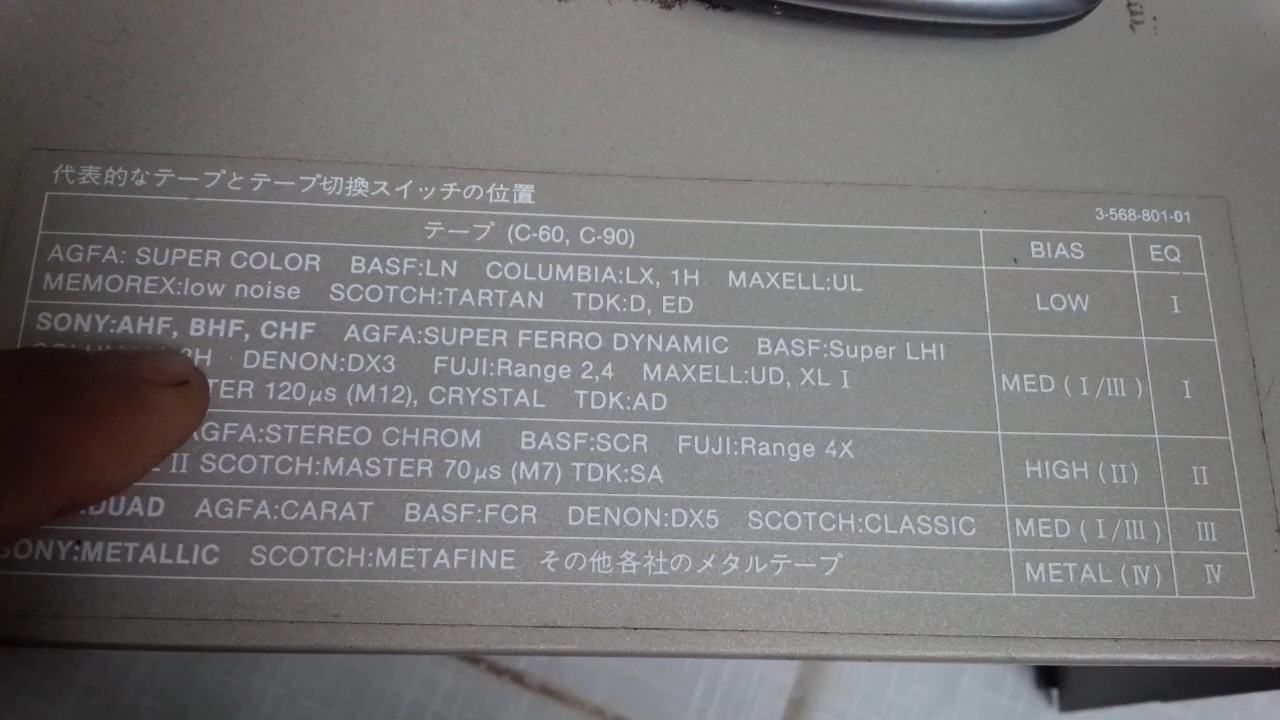 代表的なテープとテープ切換スイッチの位置
3-568-801-01
テープ (C-60, C-90) BIAS EQ
AGFA: SUPER COLOR BASF:LN COLUMBIA:LX, 1H MAXELL:UL
MEMOREX:low noise SCOTCH:TARTAN TDK:D, ED
LOW I
SONY:AHF, BHF, CHF AGFA:SUPER FERRO DYNAMIC BASF:Super LHI
DENON:DX3 FUJI:Range 2,4 MAXELL:UD, XL I
120μs (M12), CRYSTAL TDK:AD
MED (I/III) I
AGFA:STEREO CHROM BASF:SCR FUJI:Range 4X
II SCOTCH:MASTER 70μs (M7) TDK:SA
HIGH (II) II
:DUAD AGFA:CARAT BASF:FCR DENON:DX5 SCOTCH:CLASSIC MED (I/III) III
SONY:METALLIC SCOTCH:METAFINE その他各社のメタルテープ METAL (IV) IV